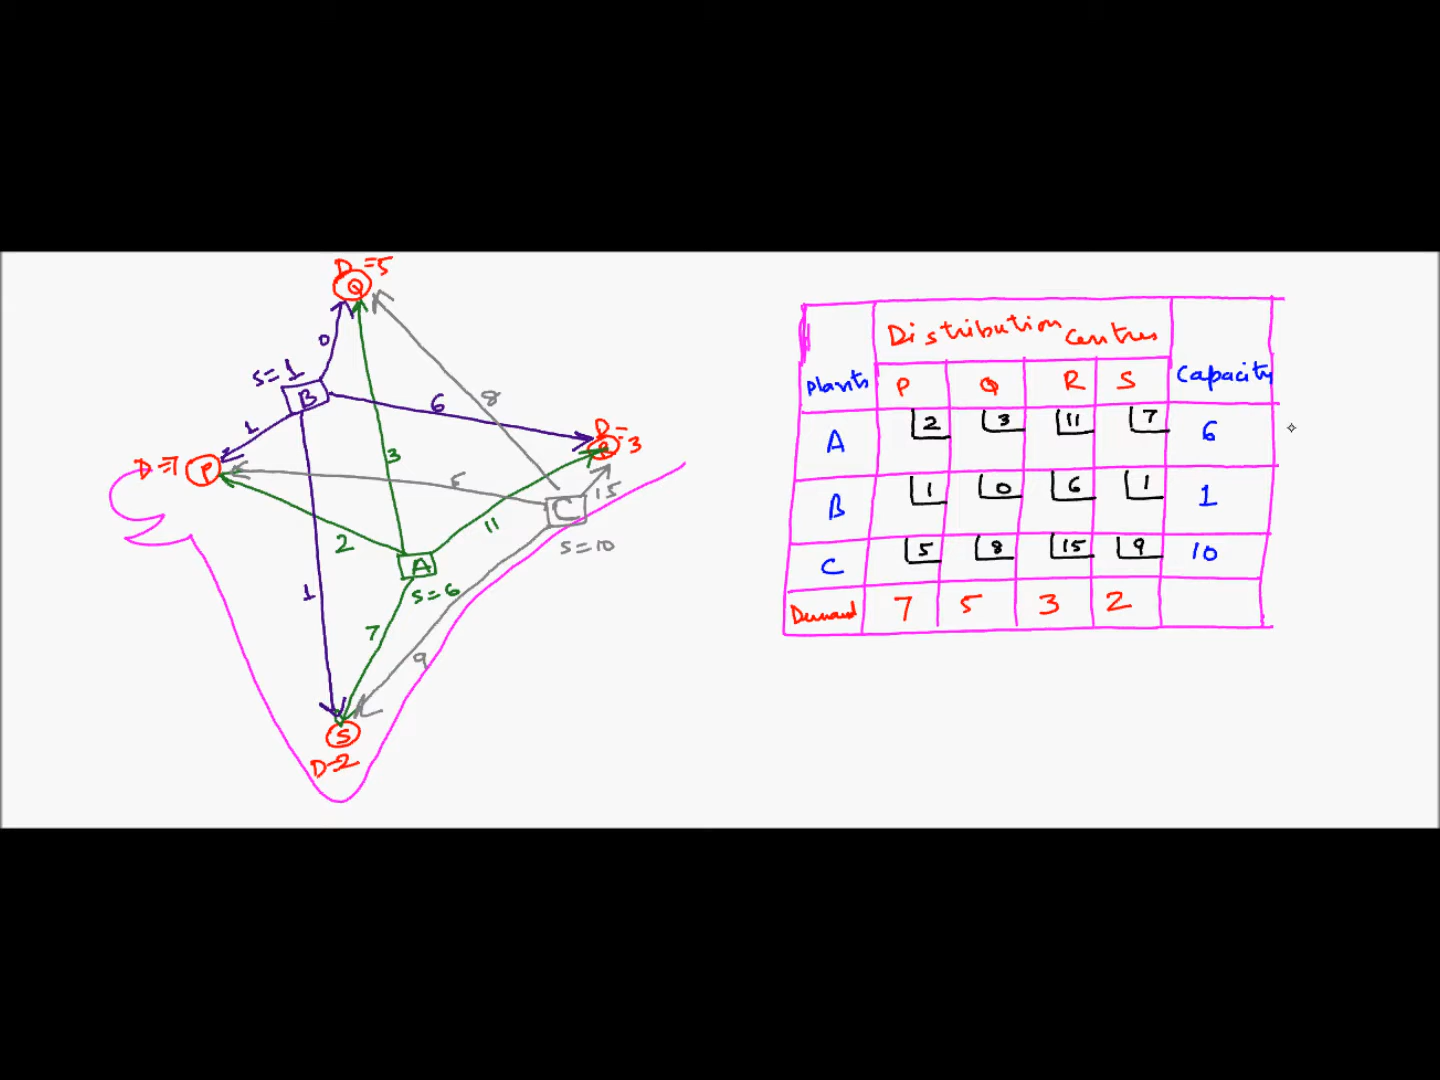 D=5
Q
0
S=1
B
6
8
1
D=7
P
3
5
D=
R
3
15
C
11
2
S=10
A
1
S=6
7
9
S
D=2
Distribution centres
Plants P Q R S Capacity
A 2 3 11 7 6
B 1 0 6 1 1
C 5 8 15 9 10
Demand 7 5 3 2